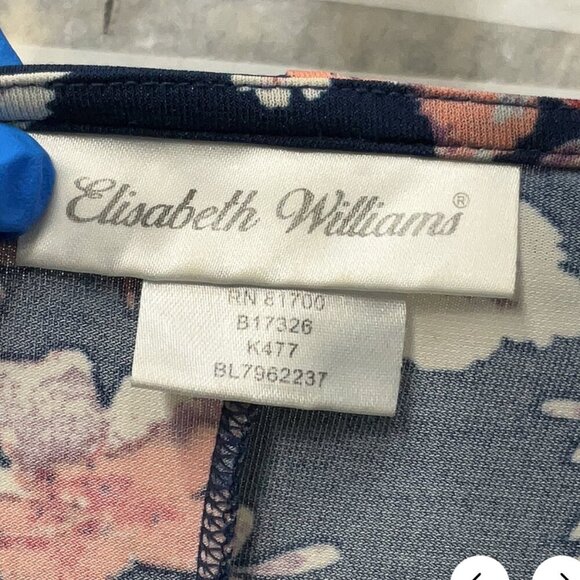 Elisabeth Williams®
RN 81700
B17326
K477
BL7962237